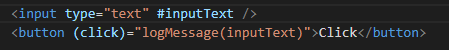 <input type="text" #inputText />
<button (click)="logMessage(inputText)">Click</button>